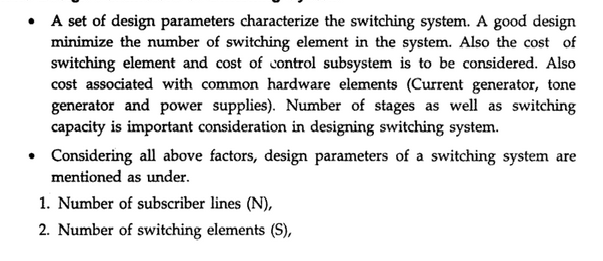 • A set of design parameters characterize the switching system. A good design
minimize the number of switching element in the system. Also the cost of
switching element and cost of control subsystem is to be considered. Also
cost associated with common hardware elements (Current generator, tone
generator and power supplies). Number of stages as well as switching
capacity is important consideration in designing switching system.
• Considering all above factors, design parameters of a switching system are
mentioned as under.
1. Number of subscriber lines (N),
2. Number of switching elements (S),